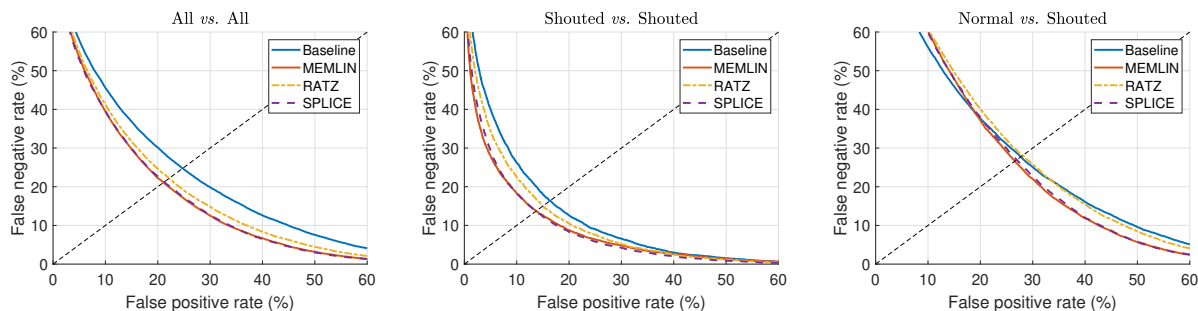 All vs. All
60
50
40
30
20
10
0
False negative rate (%)
Baseline
MEMLIN
RATZ
SPLICE
0 10 20 30 40 50 60
False positive rate (%)
Shouted vs. Shouted
60
50
40
30
20
10
0
False negative rate (%)
Baseline
MEMLIN
RATZ
SPLICE
0 10 20 30 40 50 60
False positive rate (%)
Normal vs. Shouted
60
50
40
30
20
10
0
False negative rate (%)
Baseline
MEMLIN
RATZ
SPLICE
0 10 20 30 40 50 60
False positive rate (%)